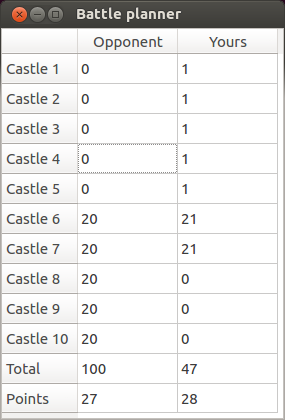 Battle planner
Opponent Yours
Castle 1 0 1
Castle 2 0 1
Castle 3 0 1
Castle 4 0 1
Castle 5 0 1
Castle 6 20 21
Castle 7 20 21
Castle 8 20 0
Castle 9 20 0
Castle 10 20 0
Total 100 47
Points 27 28